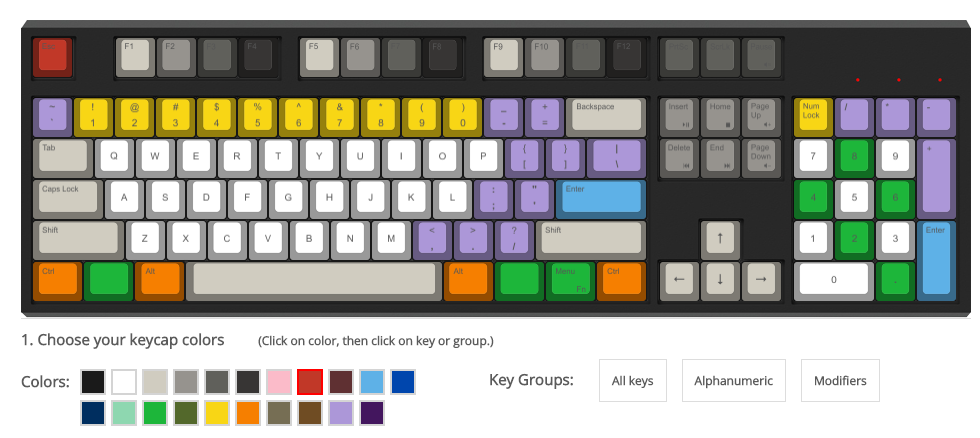 Esc F1 F2 F4 F5 F6 F8 F9 F10 F12
~ ! @ # $ % ^ & * ( ) _ + Backspace Insert Home Page Up Num Lock / * -
` 1 2 3 4 5 6 7 8 9 0 - =
Tab Q W E R T Y U I O P { [ } ] | \ Delete End Page Down 7 8 9 +
Caps Lock A S D F G H J K L : ; " ' Enter 4 5 6
Shift Z X C V B N M < , > . ? / Shift ↑ 1 2 3 Enter
Ctrl Alt Alt Menu Fn Ctrl ← ↓ → 0 .
1. Choose your keycap colors (Click on color, then click on key or group.)
Colors: Key Groups: All keys Alphanumeric Modifiers